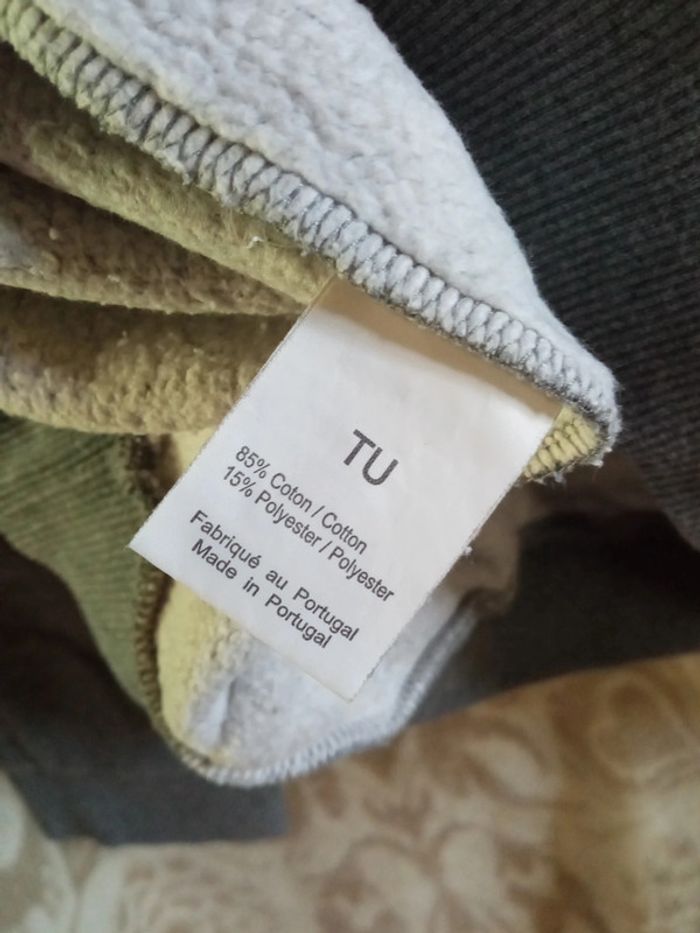 TU
85% Coton / Cotton
15% Polyester / Polyester
Fabriqué au Portugal
Made in Portugal